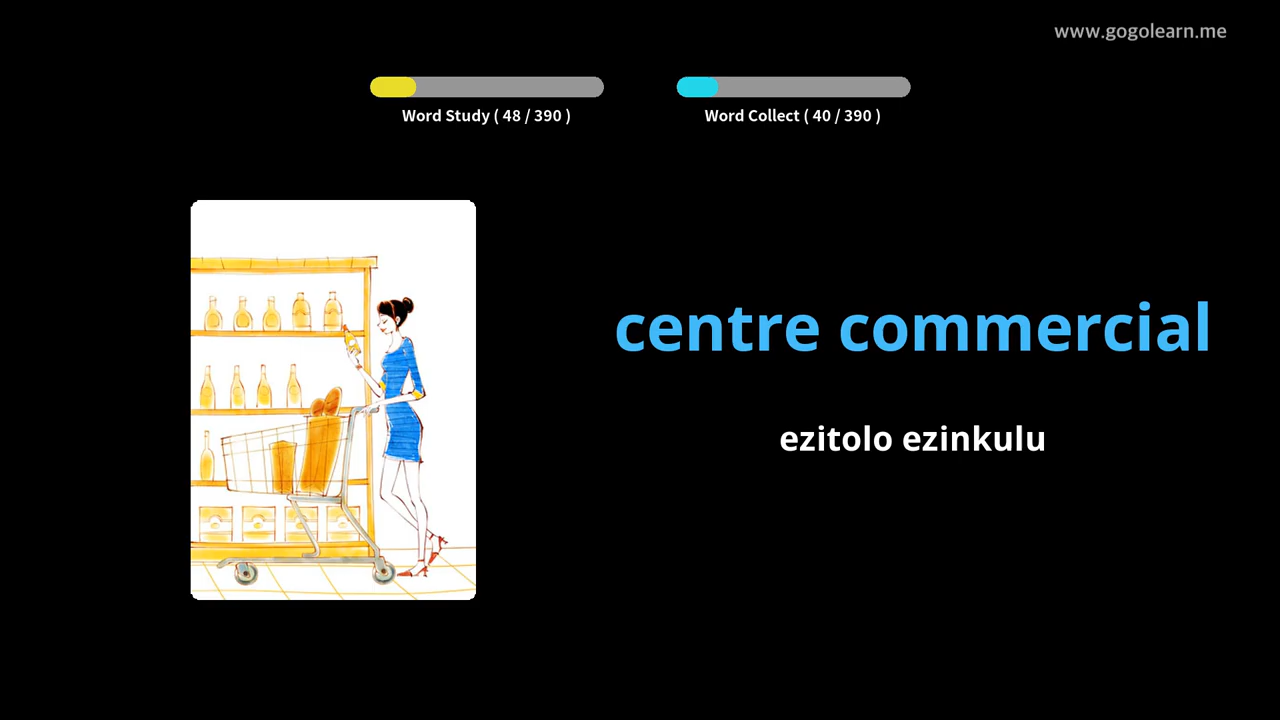 www.gogolearn.me
Word Study ( 48 / 390 )
Word Collect ( 40 / 390 )
centre commercial
ezitolo ezinkulu